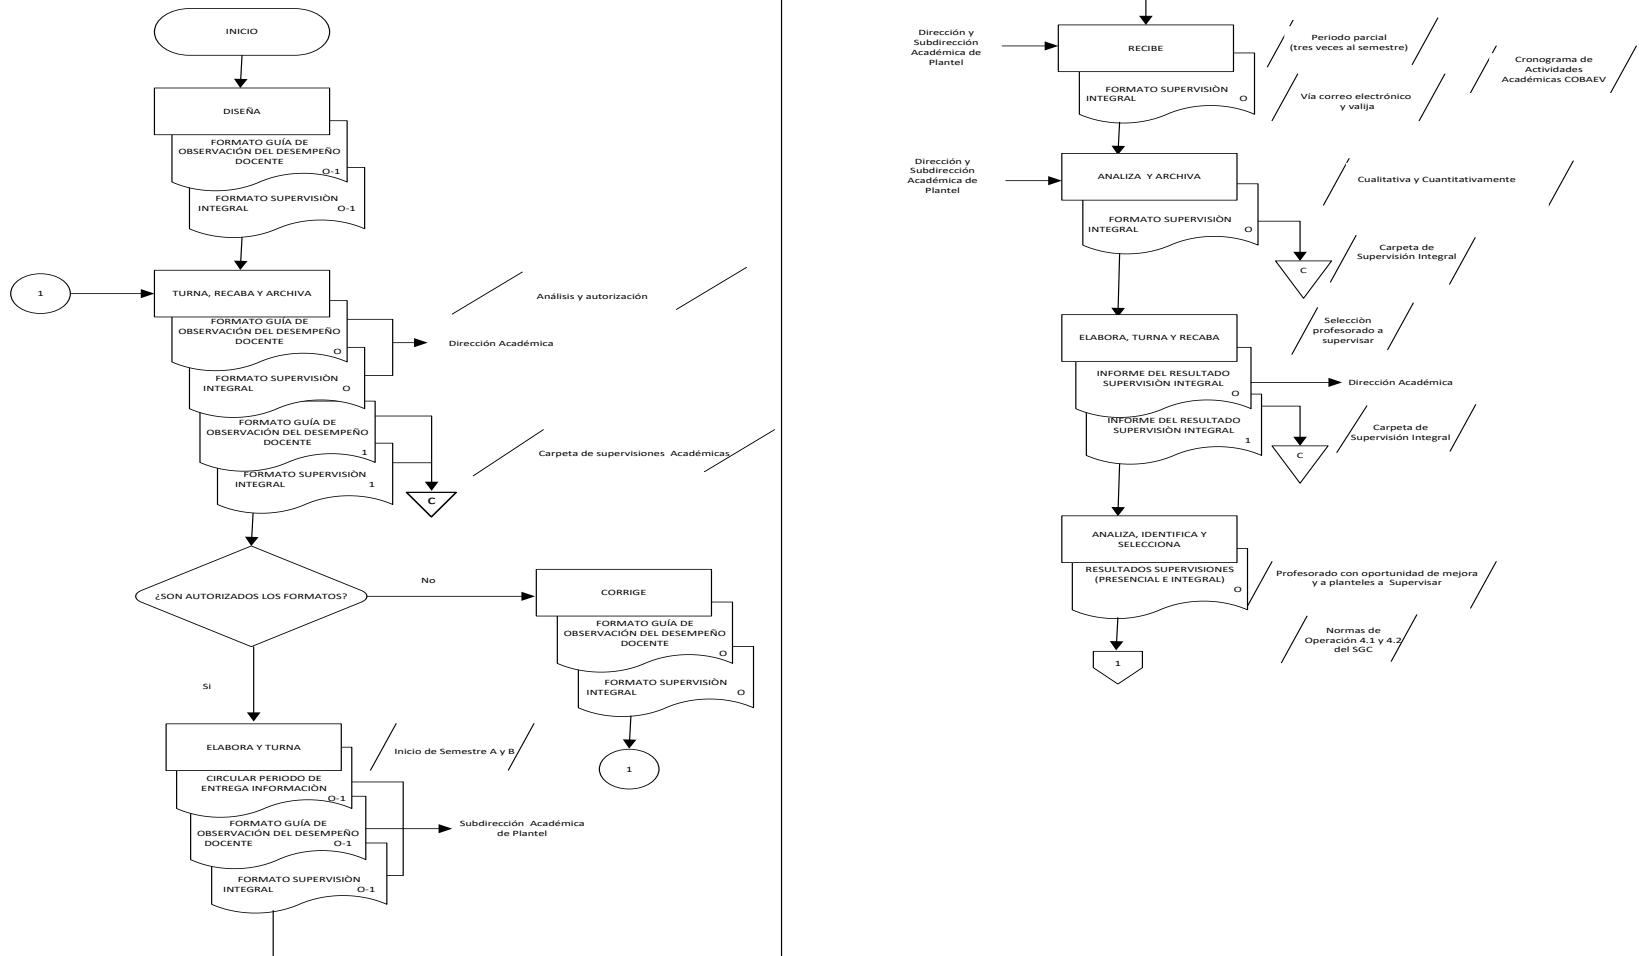 INICIO
DISEÑA
FORMATO GUÍA DE
OBSERVACIÓN DEL DESEMPEÑO
DOCENTE
O-1
FORMATO SUPERVISIÒN
INTEGRAL O-1
1
TURNA, RECABA Y ARCHIVA
Análisis y autorización
FORMATO GUÍA DE
OBSERVACIÓN DEL DESEMPEÑO
DOCENTE
O
Dirección Académica
FORMATO SUPERVISIÒN
INTEGRAL O
FORMATO GUÍA DE
OBSERVACIÓN DEL DESEMPEÑO
DOCENTE
1
Carpeta de supervisiones Académicas
FORMATO SUPERVISIÒN
INTEGRAL 1
C
¿SON AUTORIZADOS LOS FORMATOS?
No
CORRIGE
FORMATO GUÍA DE
OBSERVACIÓN DEL DESEMPEÑO
DOCENTE
O
FORMATO SUPERVISIÒN
INTEGRAL O
1
Si
ELABORA Y TURNA
Inicio de Semestre A y B
CIRCULAR PERIODO DE
ENTREGA INFORMACIÒN
O-1
FORMATO GUÍA DE
OBSERVACIÓN DEL DESEMPEÑO
DOCENTE O-1
Subdirección Académica
de Plantel
FORMATO SUPERVISIÒN
INTEGRAL O-1
Dirección y
Subdirección
Académica de
Plantel
RECIBE
Periodo parcial
(tres veces al semestre)
Cronograma de
Actividades
Académicas COBAEV
FORMATO SUPERVISIÒN
INTEGRAL O
Vía correo electrónico
y valija
Dirección y
Subdirección
Académica de
Plantel
ANALIZA Y ARCHIVA
Cualitativa y Cuantitativamente
FORMATO SUPERVISIÒN
INTEGRAL O
C
Carpeta de
Supervisión Integral
ELABORA, TURNA Y RECABA
Selecciòn
profesorado a
supervisar
INFORME DEL RESULTADO
SUPERVISIÒN INTEGRAL
O
Dirección Académica
INFORME DEL RESULTADO
SUPERVISIÒN INTEGRAL
1
C
Carpeta de
Supervisión Integral
ANALIZA, IDENTIFICA Y
SELECCIONA
RESULTADOS SUPERVISIONES
(PRESENCIAL E INTEGRAL)
O
Profesorado con oportunidad de mejora
y a planteles a Supervisar
Normas de
Operación 4.1 y 4.2
del SGC
1